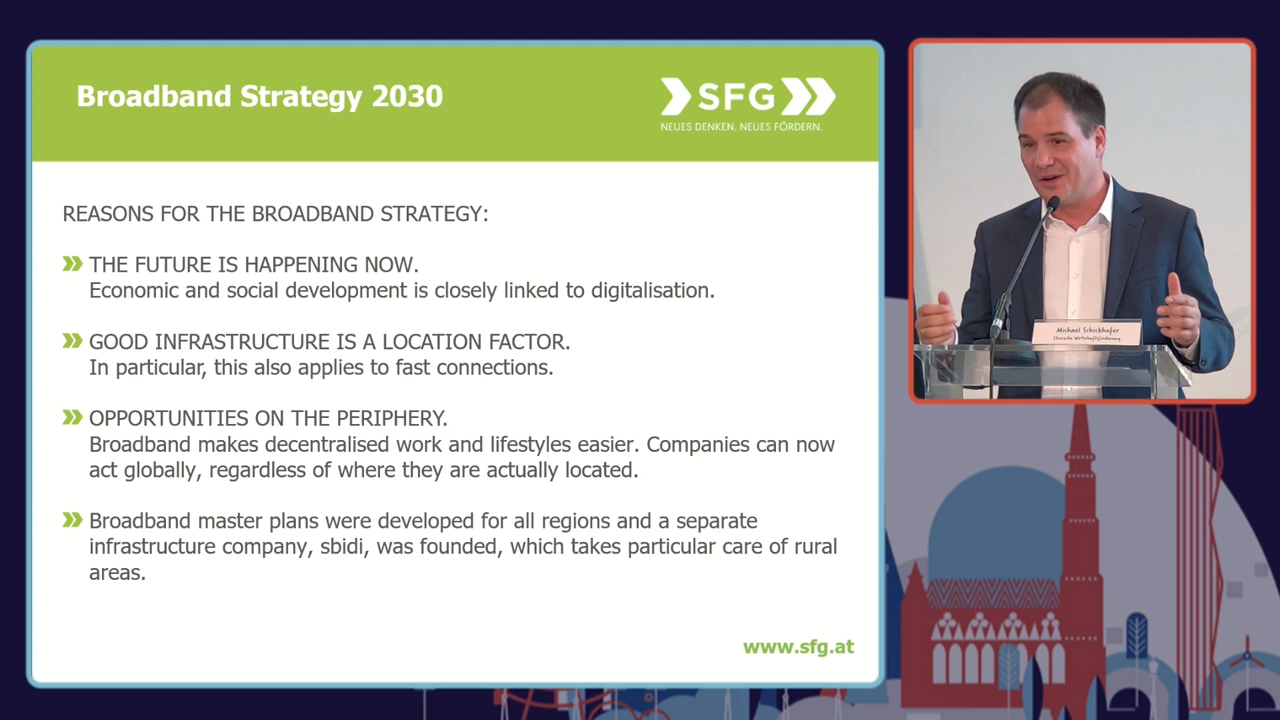 Broadband Strategy 2030
SFG
NEUES DENKEN. NEUES FÖRDERN.
REASONS FOR THE BROADBAND STRATEGY:
THE FUTURE IS HAPPENING NOW.
Economic and social development is closely linked to digitalisation.
GOOD INFRASTRUCTURE IS A LOCATION FACTOR.
In particular, this also applies to fast connections.
OPPORTUNITIES ON THE PERIPHERY.
Broadband makes decentralised work and lifestyles easier. Companies can now
act globally, regardless of where they are actually located.
Broadband master plans were developed for all regions and a separate
infrastructure company, sbidi, was founded, which takes particular care of rural
areas.
www.sfg.at
Michael Schickhofer
Steirische Wirtschaftsförderung